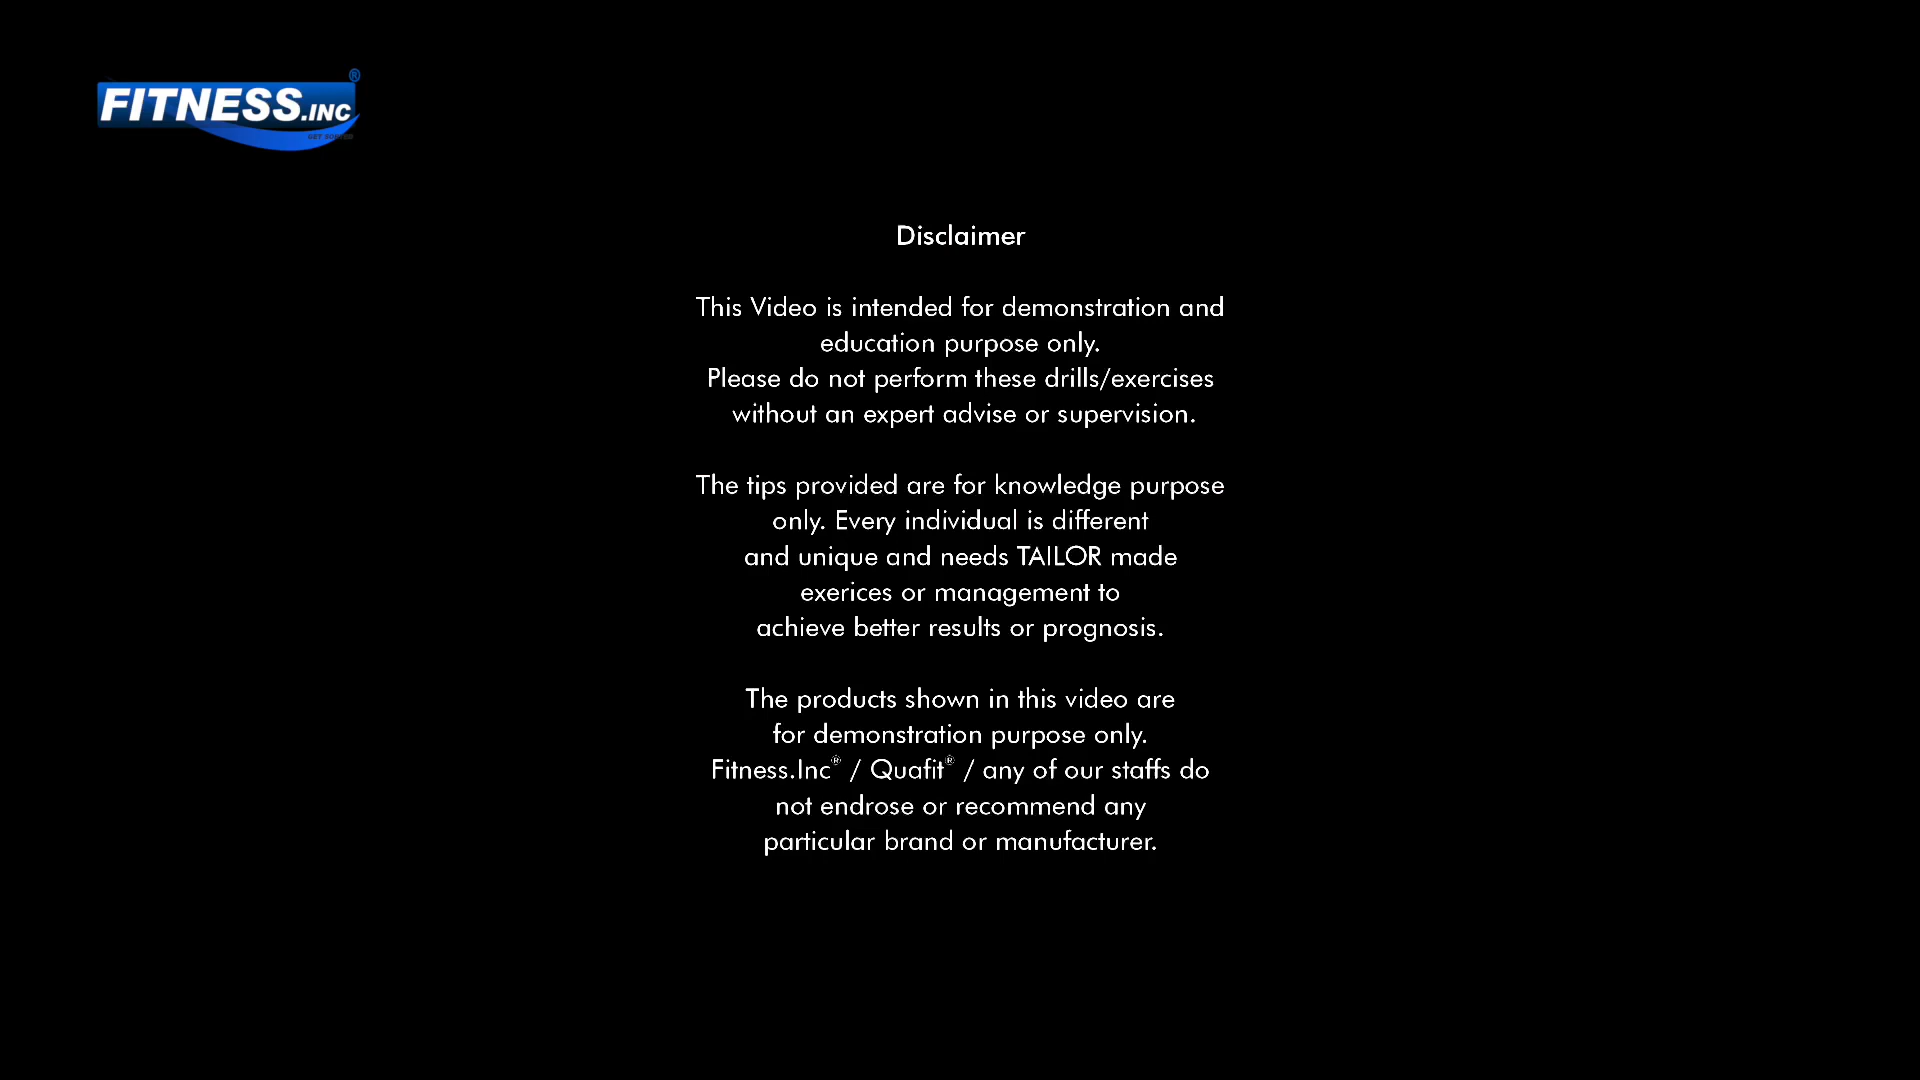 FITNESS.INC®
Disclaimer
This Video is intended for demonstration and
education purpose only.
Please do not perform these drills/exercises
without an expert advise or supervision.
The tips provided are for knowledge purpose
only. Every individual is different
and unique and needs TAILOR made
exerices or management to
achieve better results or prognosis.
The products shown in this video are
for demonstration purpose only.
Fitness.Inc® / Quafit® / any of our staffs do
not endrose or recommend any
particular brand or manufacturer.